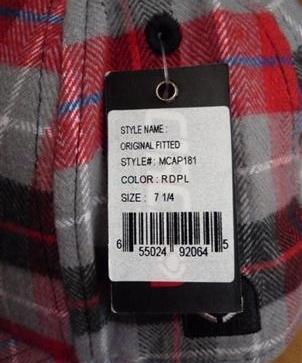 STYLE NAME :
ORIGINAL FITTED
STYLE# : MCAP181
COLOR : RDPL
SIZE : 7 1/4
6 55024 92064 5